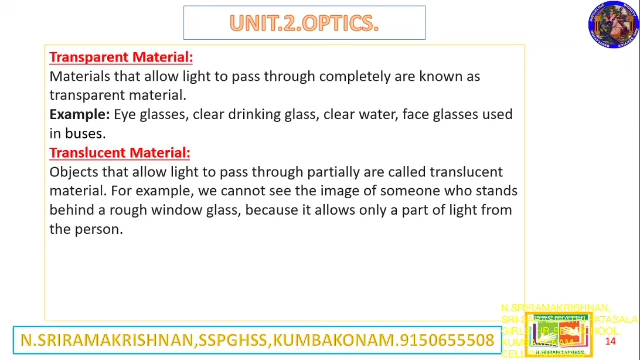 UNIT.2.OPTICS.
Transparent Material:
Materials that allow light to pass through completely are known as
transparent material.
Example: Eye glasses, clear drinking glass, clear water, face glasses used
in buses.
Translucent Material:
Objects that allow light to pass through partially are called translucent
material. For example, we cannot see the image of someone who stands
behind a rough window glass, because it allows only a part of light from
the person.
N.SRIRAMAKRISHNAN,SSPGHSS,KUMBAKONAM.9150655508
N.SRIRAMAKRISHNAN,
14